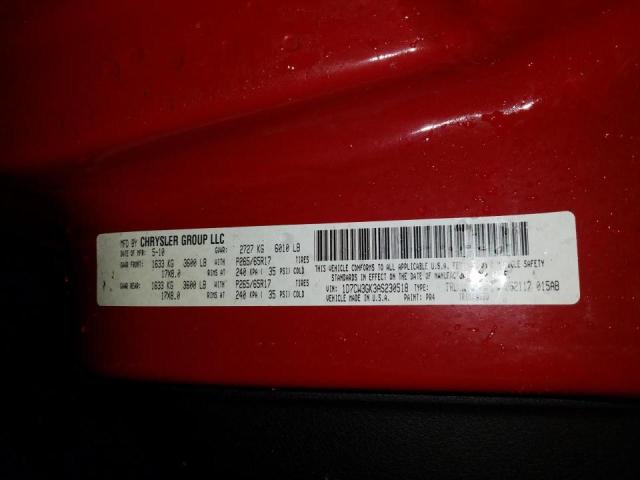 MFD BY CHRYSLER GROUP LLC
DATE OF MFR: 5-10 GVWR: 2727 KG 6010 LB
GAWR FRONT: 1633 KG 3600 LB WITH P265/65R17 TIRES
17X8.0 RIMS AT 240 KPA ( 35 PSI) COLD
GAWR REAR: 1633 KG 3600 LB WITH P265/65R17 TIRES
17X8.0 RIMS AT 240 KPA ( 35 PSI) COLD
THIS VEHICLE CONFORMS TO ALL APPLICABLE U.S.A. SAFETY
STANDARDS IN EFFECT ON THE DATE OF MANUFACTURE
VIN: 1D7CW3GK3AS230518 TYPE: 015AB
VEHICLE MADE IN U.S.A. PAINT: PR4